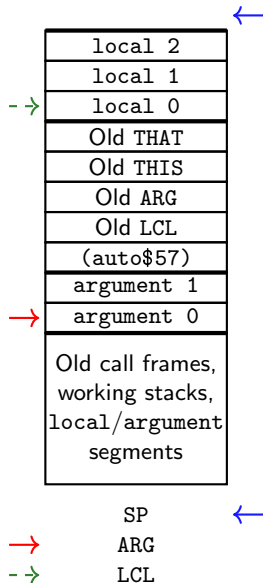 local 2
local 1
local 0
Old THAT
Old THIS
Old ARG
Old LCL
(auto$57)
argument 1
argument 0
Old call frames,
working stacks,
local/argument
segments
SP
ARG
LCL